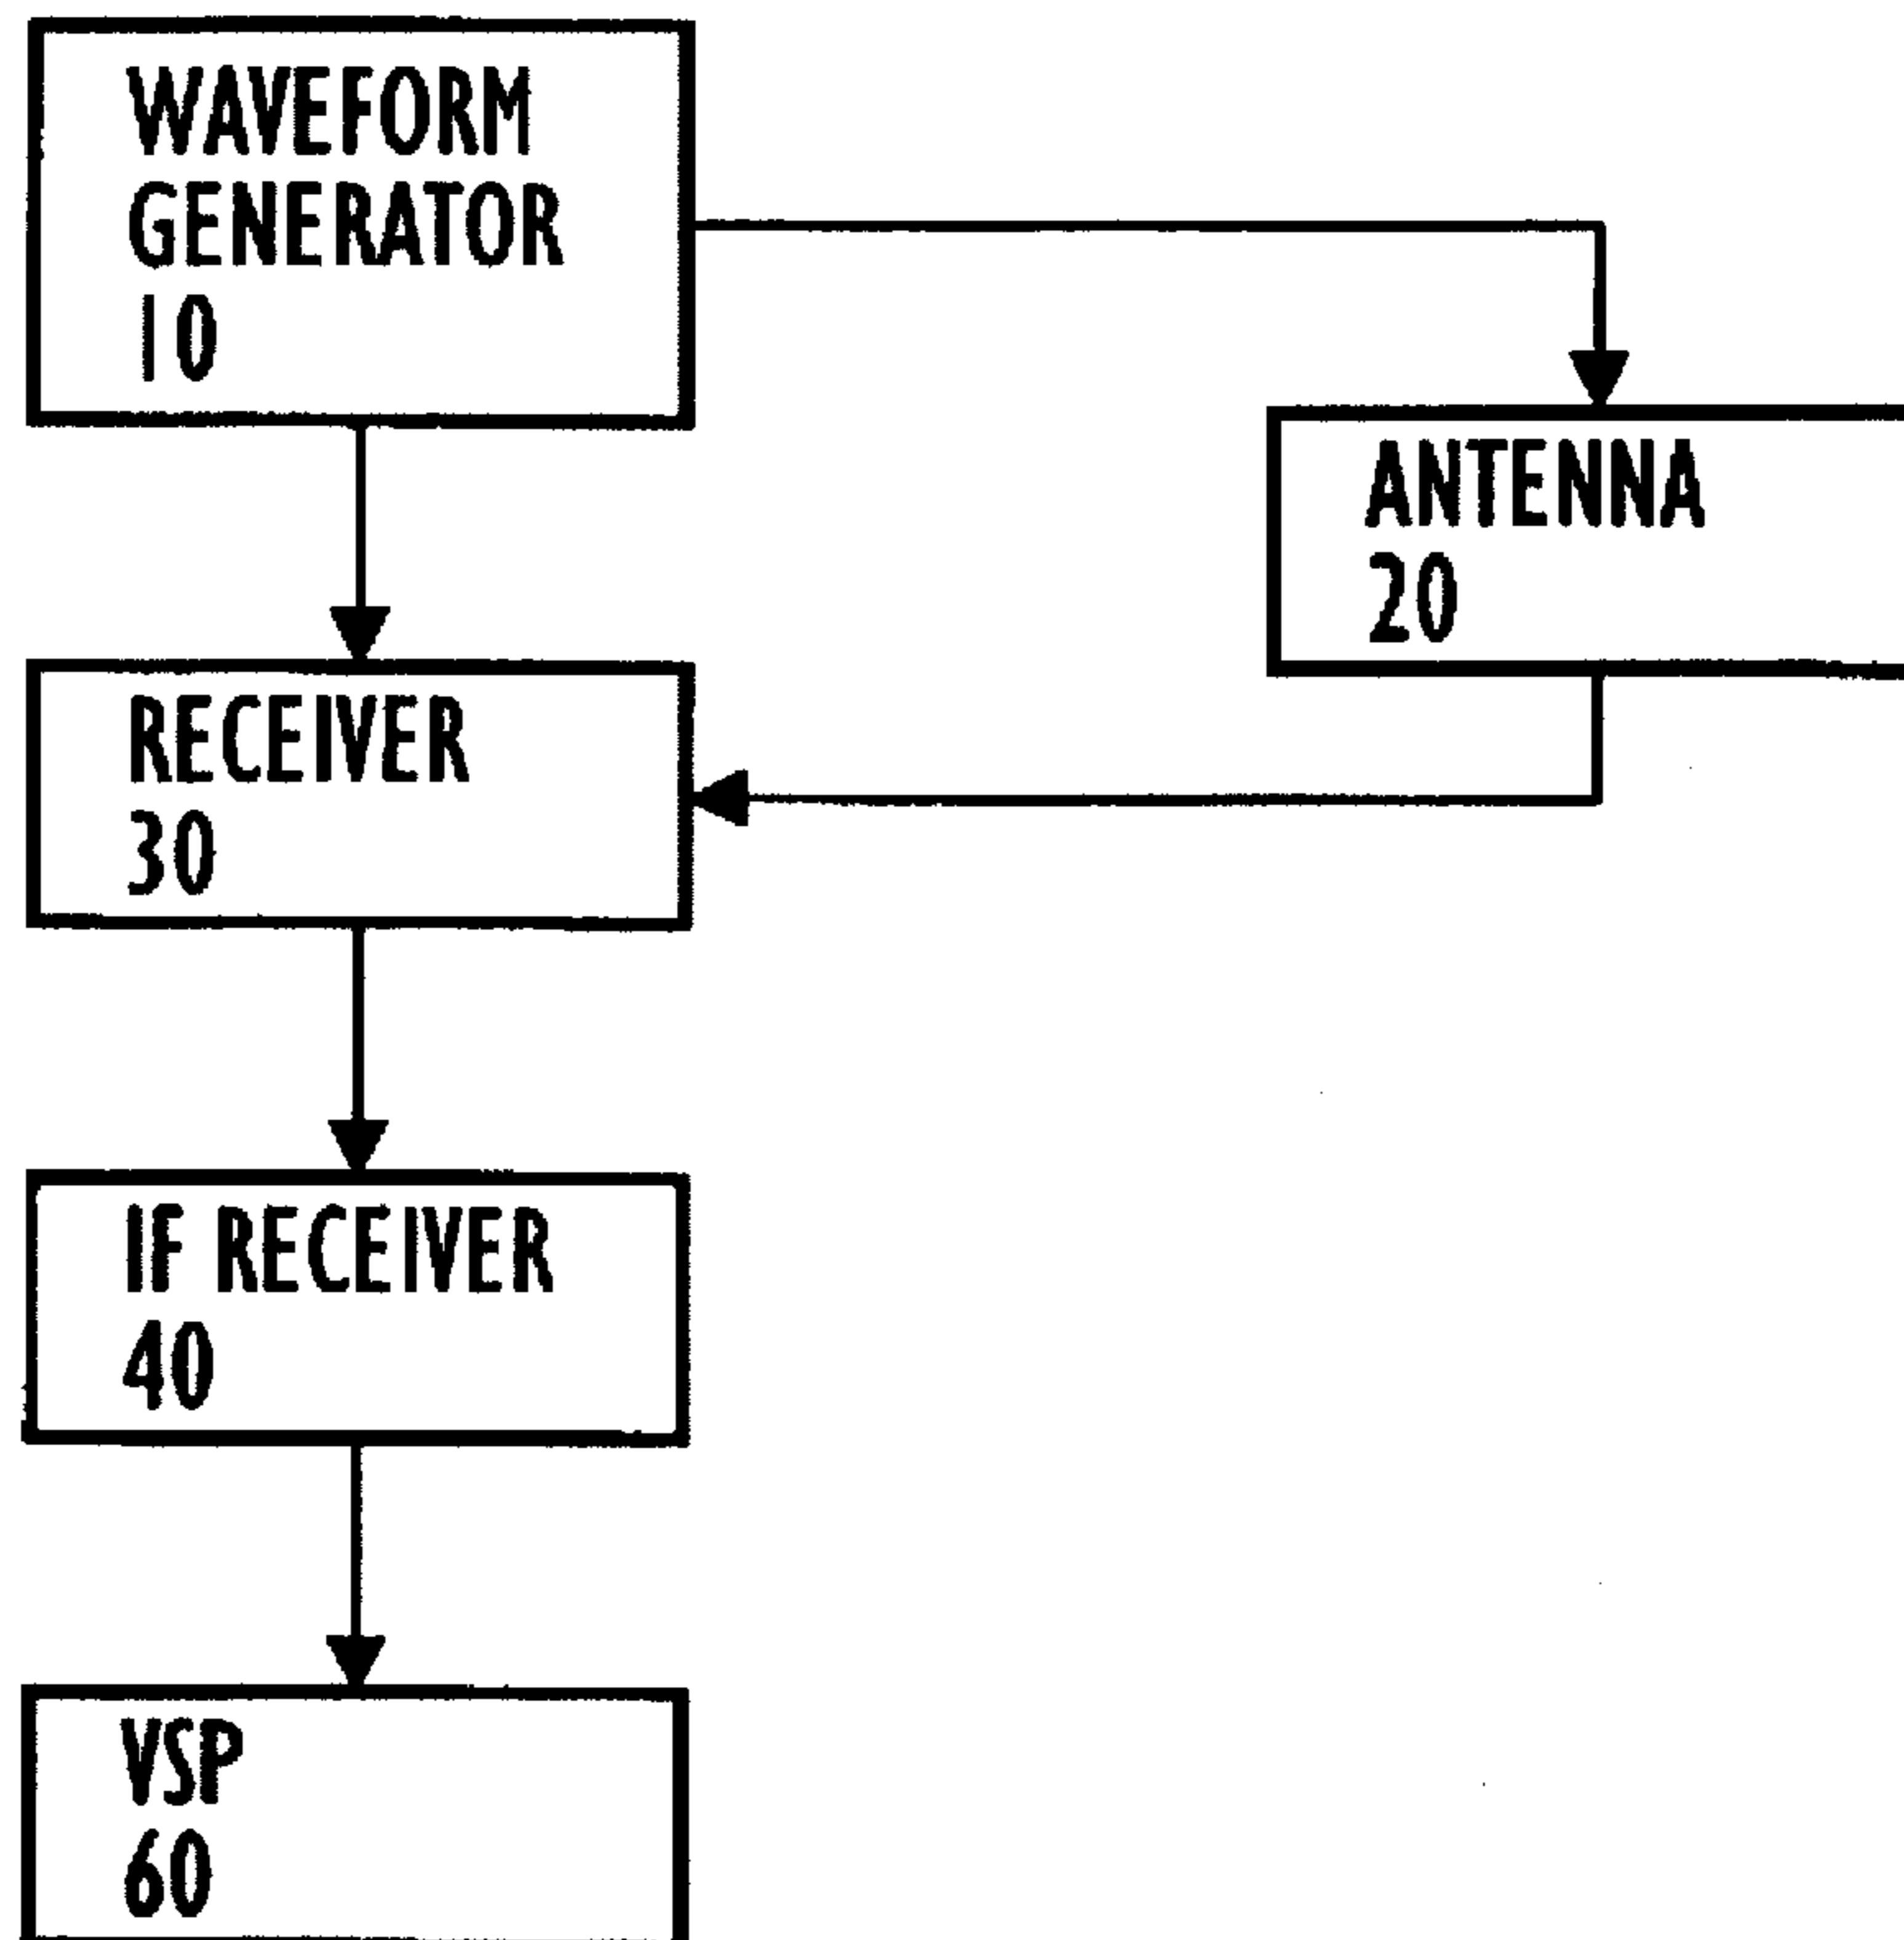 WAVEFORM
GENERATOR
10
ANTENNA
20
RECEIVER
30
IF RECEIVER
40
VSP
60